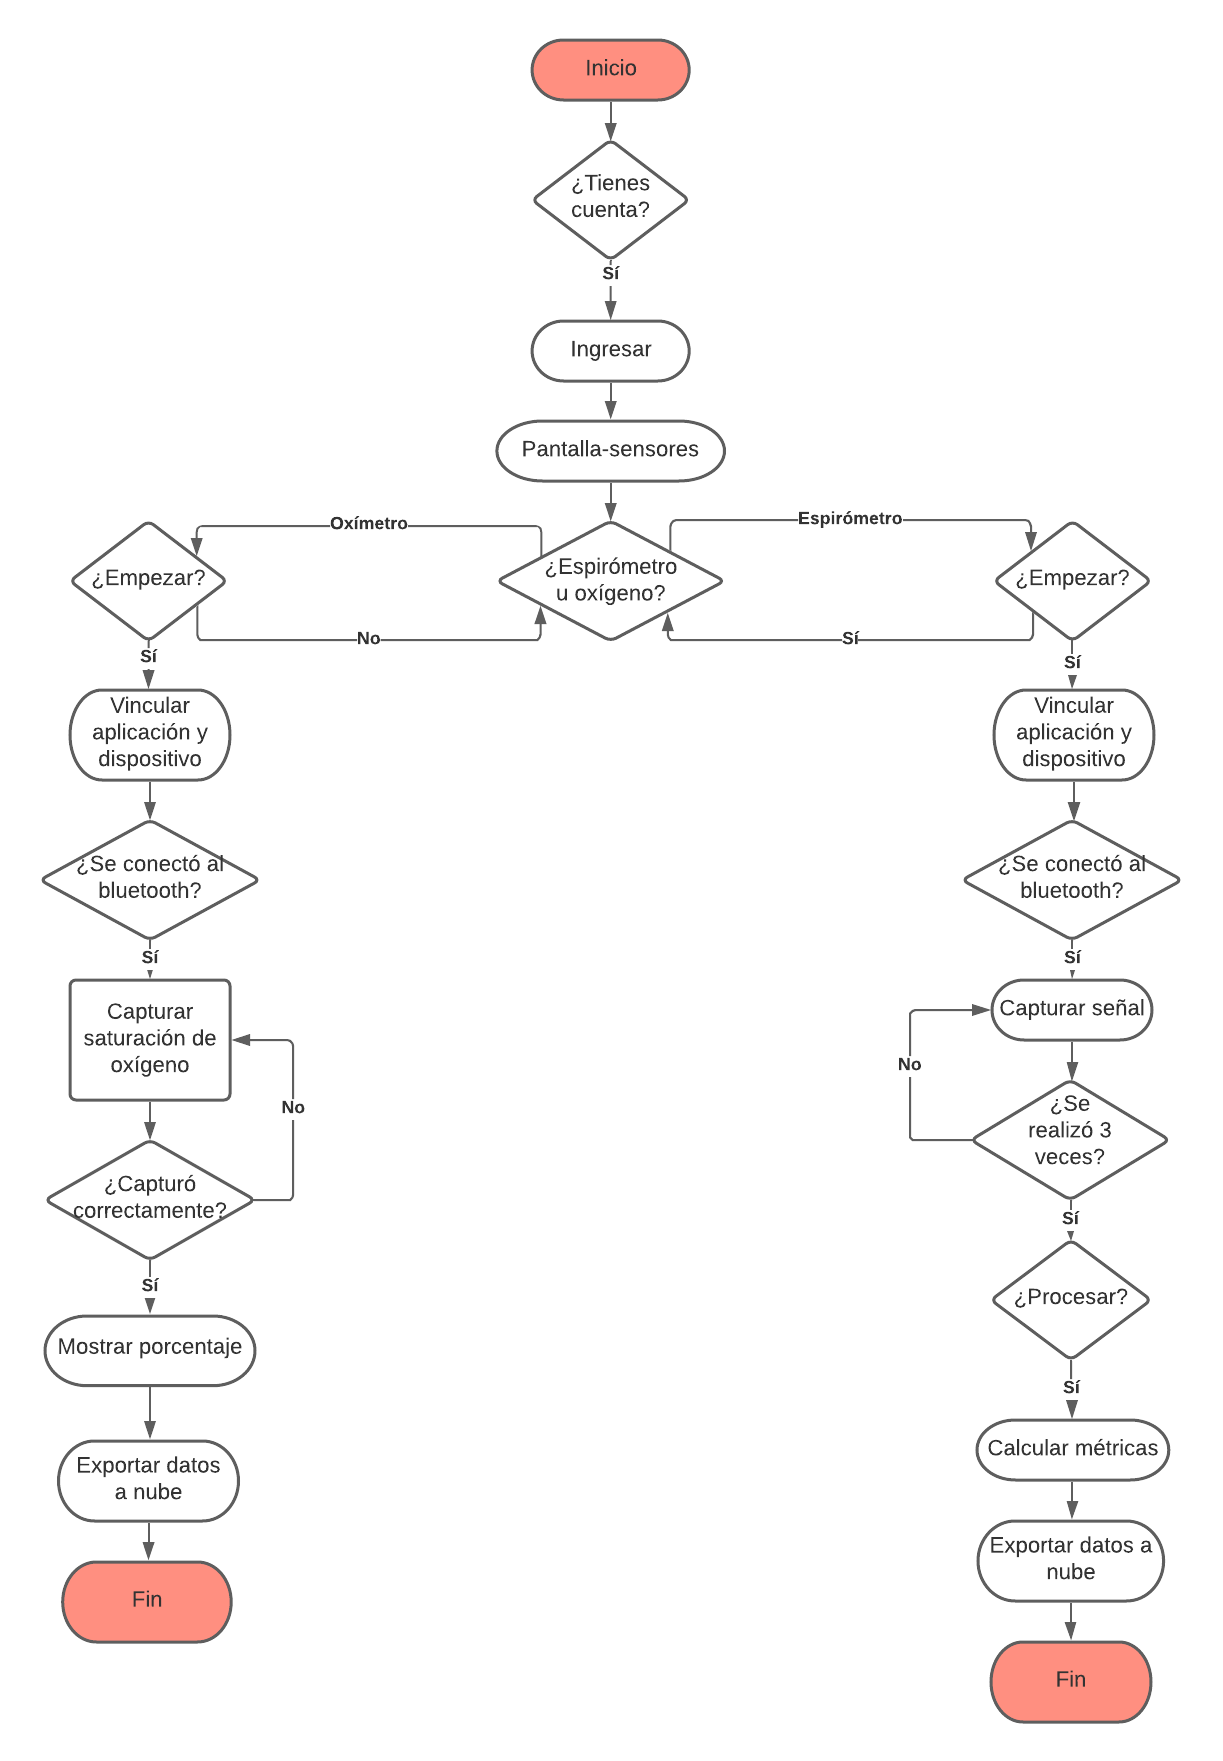 Inicio
¿Tienes
cuenta?
Sí
Ingresar
Pantalla-sensores
¿Espirómetro
u oxígeno?
Oxímetro
¿Empezar?
No
Sí
Vincular
aplicación y
dispositivo
¿Se conectó al
bluetooth?
Sí
Capturar
saturación de
oxígeno
No
¿Capturó
correctamente?
Sí
Mostrar porcentaje
Exportar datos
a nube
Fin
Espirómetro
¿Empezar?
Sí
Sí
Vincular
aplicación y
dispositivo
¿Se conectó al
bluetooth?
Sí
Capturar señal
No
¿Se
realizó 3
veces?
Sí
¿Procesar?
Sí
Calcular métricas
Exportar datos a
nube
Fin